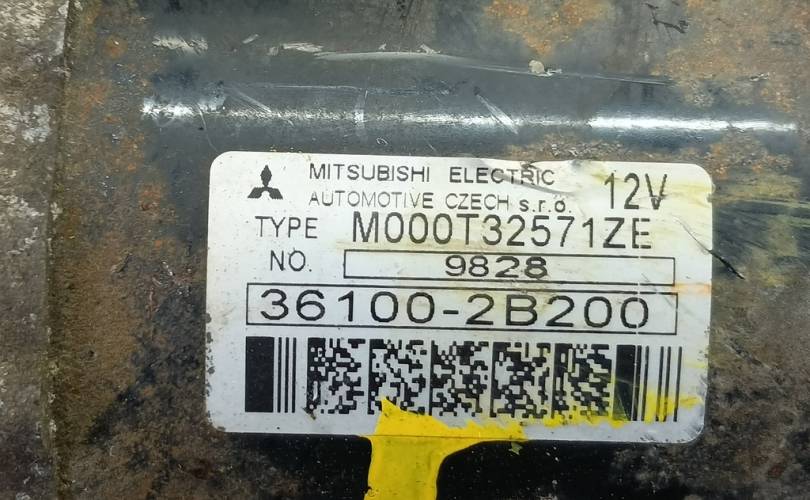 MITSUBISHI ELECTRIC
AUTOMOTIVE CZECH s.r.o.
12V
TYPE M000T32571ZE
NO. 9828
36100-2B200